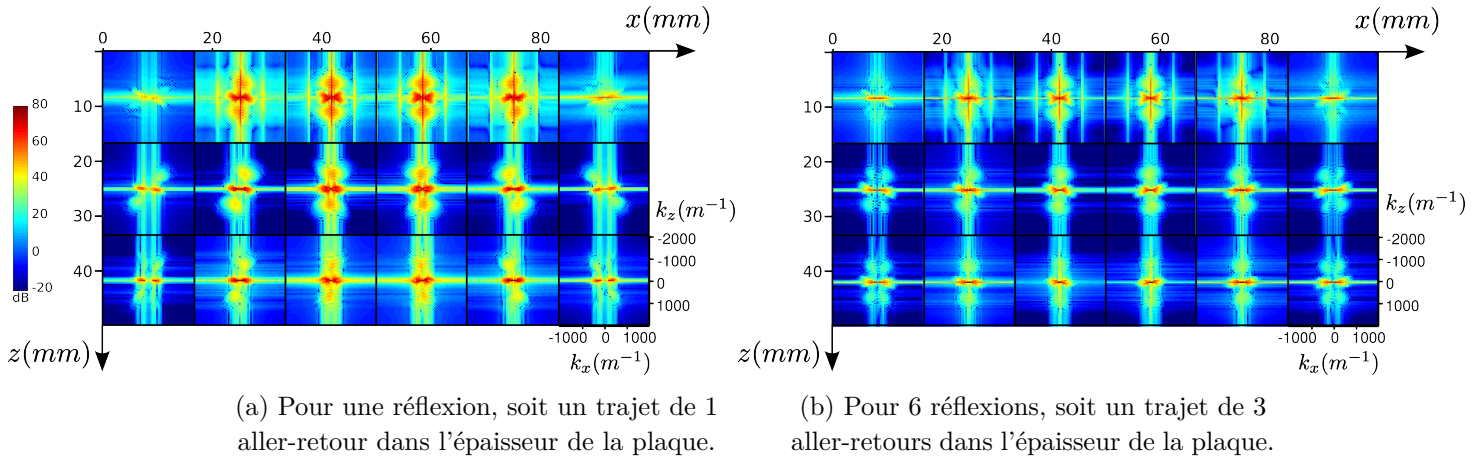 x(mm)
0 20 40 60 80
80
60
40
20
0
-20
dB
10
20
30
40
k_z(m^{-1})
-2000
-1000
0
1000
-1000 0 1000
k_x(m^{-1})
z(mm)
(a) Pour une réflexion, soit un trajet de 1
aller-retour dans l'épaisseur de la plaque.
x(mm)
0 20 40 60 80
10
20
30
40
k_z(m^{-1})
-2000
-1000
0
1000
-1000 0 1000
k_x(m^{-1})
z(mm)
(b) Pour 6 réflexions, soit un trajet de 3
aller-retours dans l'épaisseur de la plaque.